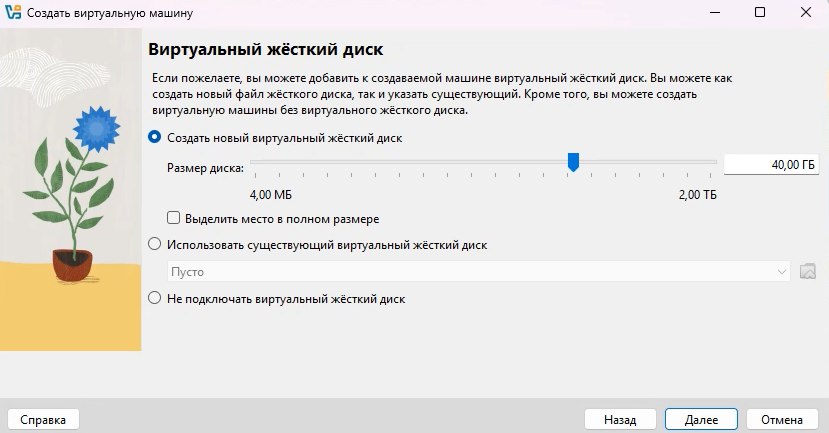 Создать виртуальную машину
Виртуальный жёсткий диск
Если пожелаете, вы можете добавить к создаваемой машине виртуальный жёсткий диск. Вы можете как
создать новый файл жёсткого диска, так и указать существующий. Кроме того, вы можете создать
виртуальную машины без виртуального жёсткого диска.
Создать новый виртуальный жёсткий диск
Размер диска:
40,00 ГБ
4,00 МБ
2,00 ТБ
Выделить место в полном размере
Использовать существующий виртуальный жёсткий диск
Пусто
Не подключать виртуальный жёсткий диск
Справка
Назад
Далее
Отмена